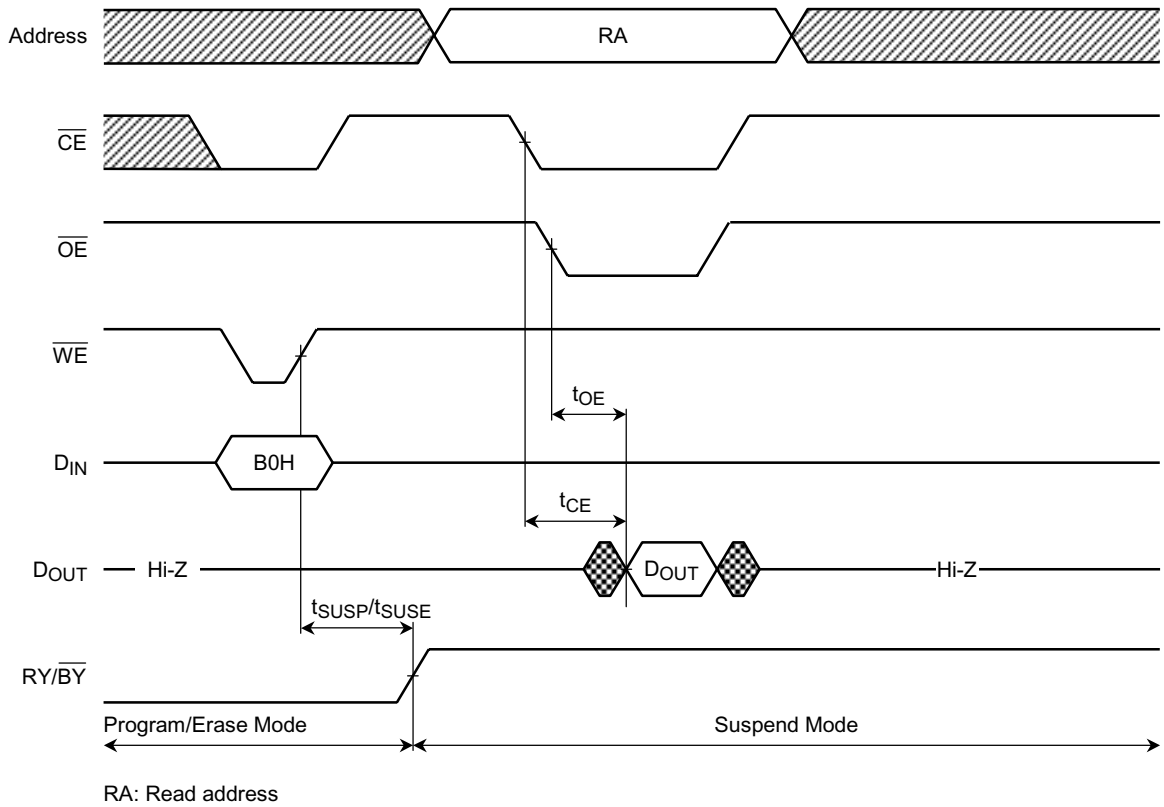 Address
RA
CE
OE
WE
tOE
DIN
B0H
tCE
DOUT
Hi-Z
DOUT
Hi-Z
tSUSP/tSUSE
RY/BY
Program/Erase Mode
Suspend Mode
RA: Read address